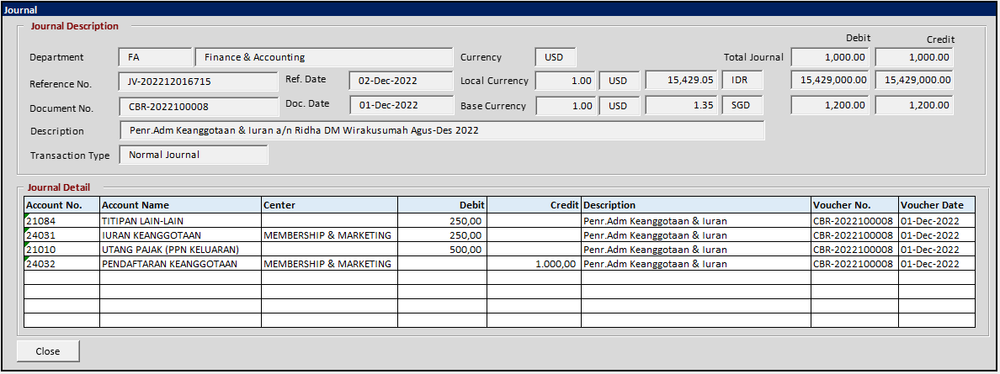 Journal
Journal Description
Debit Credit
Department FA Finance & Accounting Currency USD Total Journal 1,000.00 1,000.00
Reference No. JV-202212016715 Ref. Date 02-Dec-2022 Local Currency 1.00 USD 15,429.05 IDR 15,429,000.00 15,429,000.00
Document No. CBR-2022100008 Doc. Date 01-Dec-2022 Base Currency 1.00 USD 1.35 SGD 1,200.00 1,200.00
Description Penr.Adm Keanggotaan & Iuran a/n Ridha DM Wirakusumah Agus-Des 2022
Transaction Type Normal Journal
Journal Detail
Account No. Account Name Center Debit Credit Description Voucher No. Voucher Date
21084 TITIPAN LAIN-LAIN 250,00 Penr.Adm Keanggotaan & Iuran CBR-2022100008 01-Dec-2022
24031 IURAN KEANGGOTAAN MEMBERSHIP & MARKETING 250,00 Penr.Adm Keanggotaan & Iuran CBR-2022100008 01-Dec-2022
21010 UTANG PAJAK (PPN KELUARAN) 500,00 Penr.Adm Keanggotaan & Iuran CBR-2022100008 01-Dec-2022
24032 PENDAFTARAN KEANGGOTAAN MEMBERSHIP & MARKETING 1.000,00 Penr.Adm Keanggotaan & Iuran CBR-2022100008 01-Dec-2022
Close